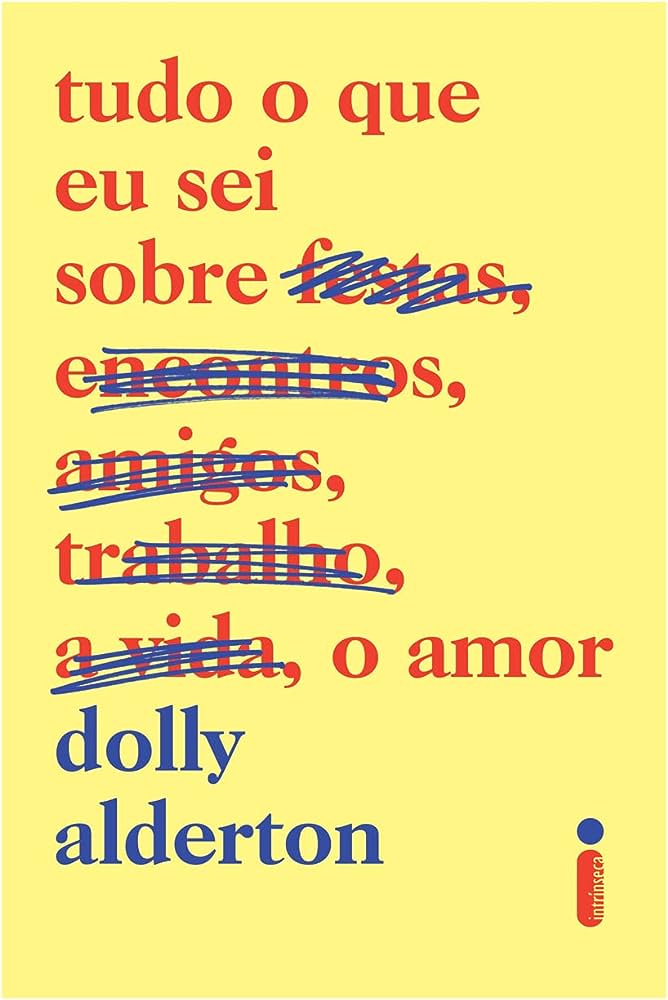 tudo o que
eu sei
sobre festas,
encontros,
amigos,
trabalho,
a vida, o amor
dolly
alderton
intrínseca